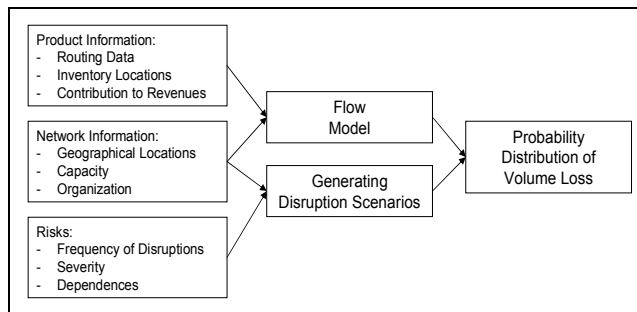 Product Information:
- Routing Data
- Inventory Locations
- Contribution to Revenues
Network Information:
- Geographical Locations
- Capacity
- Organization
Risks:
- Frequency of Disruptions
- Severity
- Dependences
Flow
Model
Generating
Disruption Scenarios
Probability
Distribution of
Volume Loss